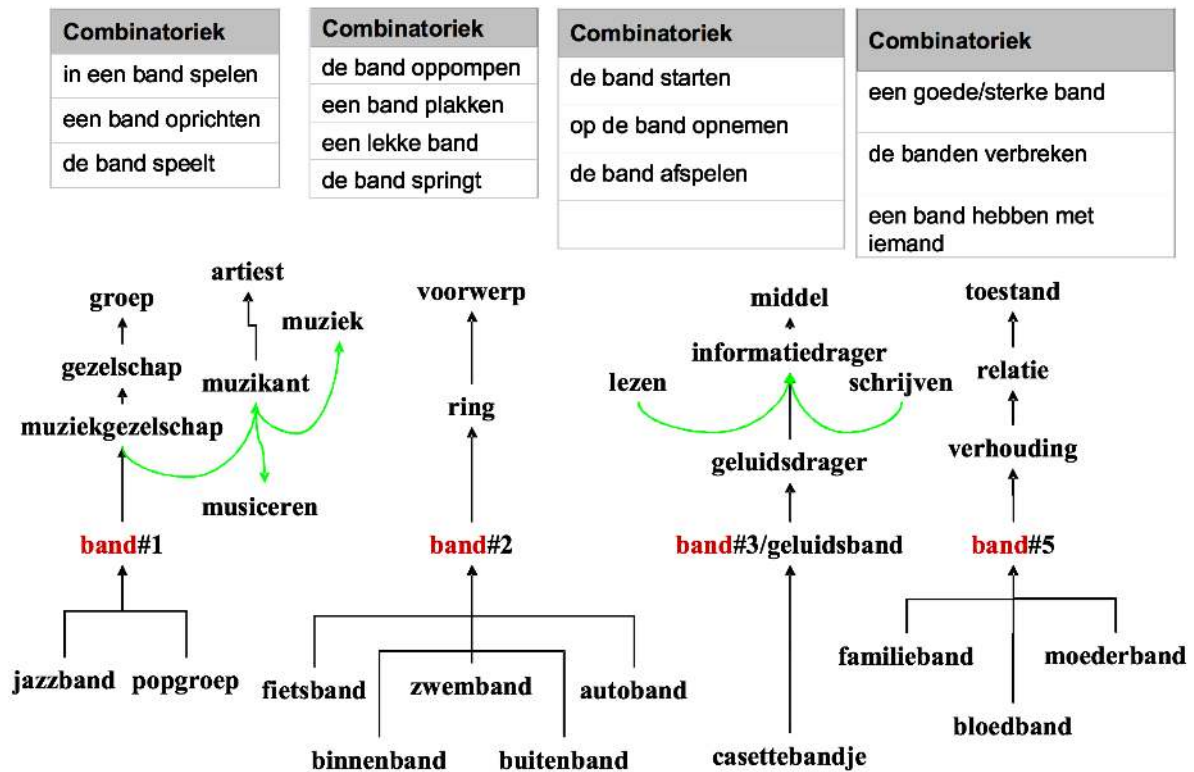 Combinatoriek
in een band spelen
een band oprichten
de band speelt
Combinatoriek
de band oppompen
een band plakken
een lekke band
de band springt
Combinatoriek
de band starten
op de band opnemen
de band afspelen
Combinatoriek
een goede/sterke band
de banden verbreken
een band hebben met
iemand
groep
gezelschap
muziekgezelschap
artiest
muzikant
muziek
musiceren
band#1
jazzband
popgroep
voorwerp
ring
band#2
fietsband
zwemband
autoband
binnenband
buitenband
middel
informatiedrager
lezen
schrijven
geluidsdrager
band#3/geluidsband
casettebandje
toestand
relatie
verhouding
band#5
familieband
moederband
bloedband